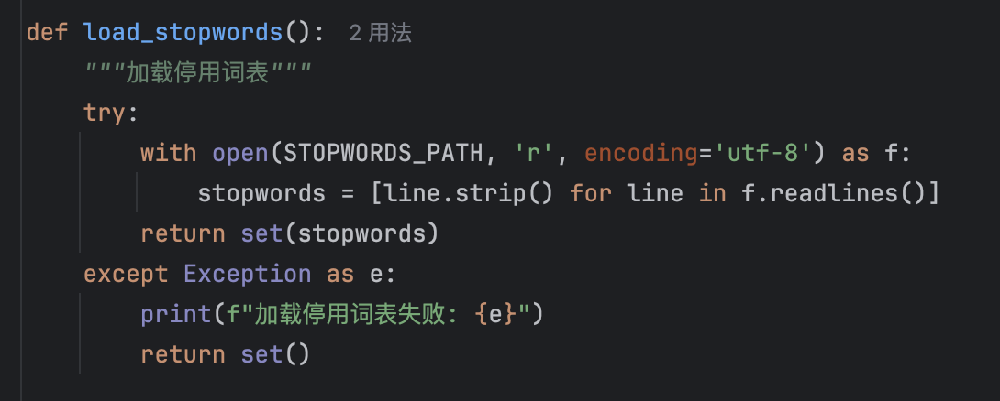 def load_stopwords(): 2 用法
    """加载停用词表"""
    try:
        with open(STOPWORDS_PATH, 'r', encoding='utf-8') as f:
            stopwords = [line.strip() for line in f.readlines()]
        return set(stopwords)
    except Exception as e:
        print(f"加载停用词表失败: {e}")
        return set()